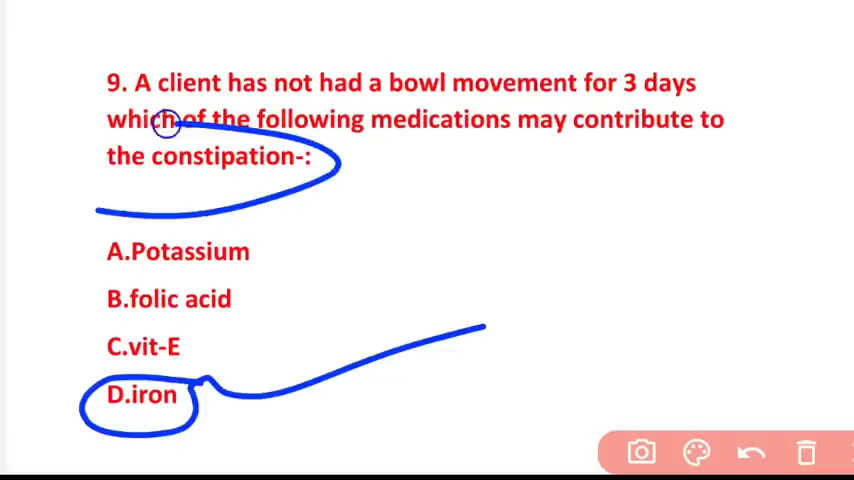 9. A client has not had a bowl movement for 3 days
which of the following medications may contribute to
the constipation-:
A.Potassium
B.folic acid
C.vit-E
D.iron